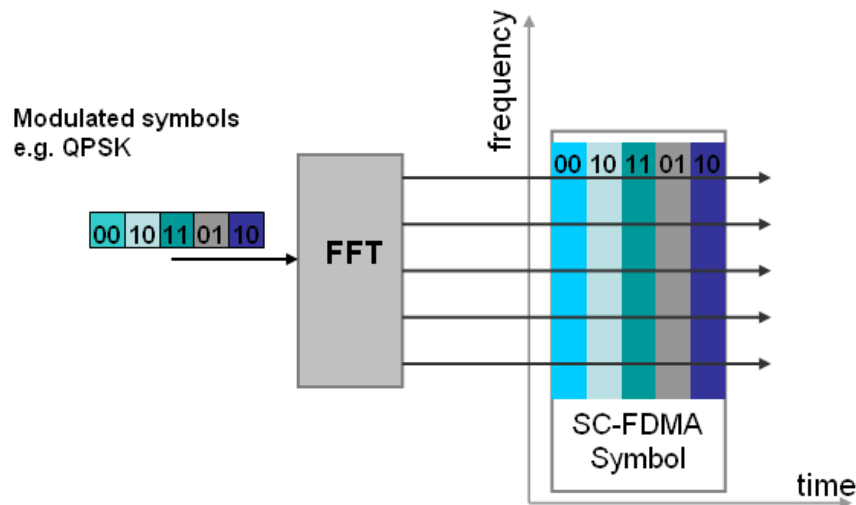 Modulated symbols
e.g. QPSK
00 10 11 01 10
FFT
frequency
00 10 11 01 10
SC-FDMA
Symbol
time